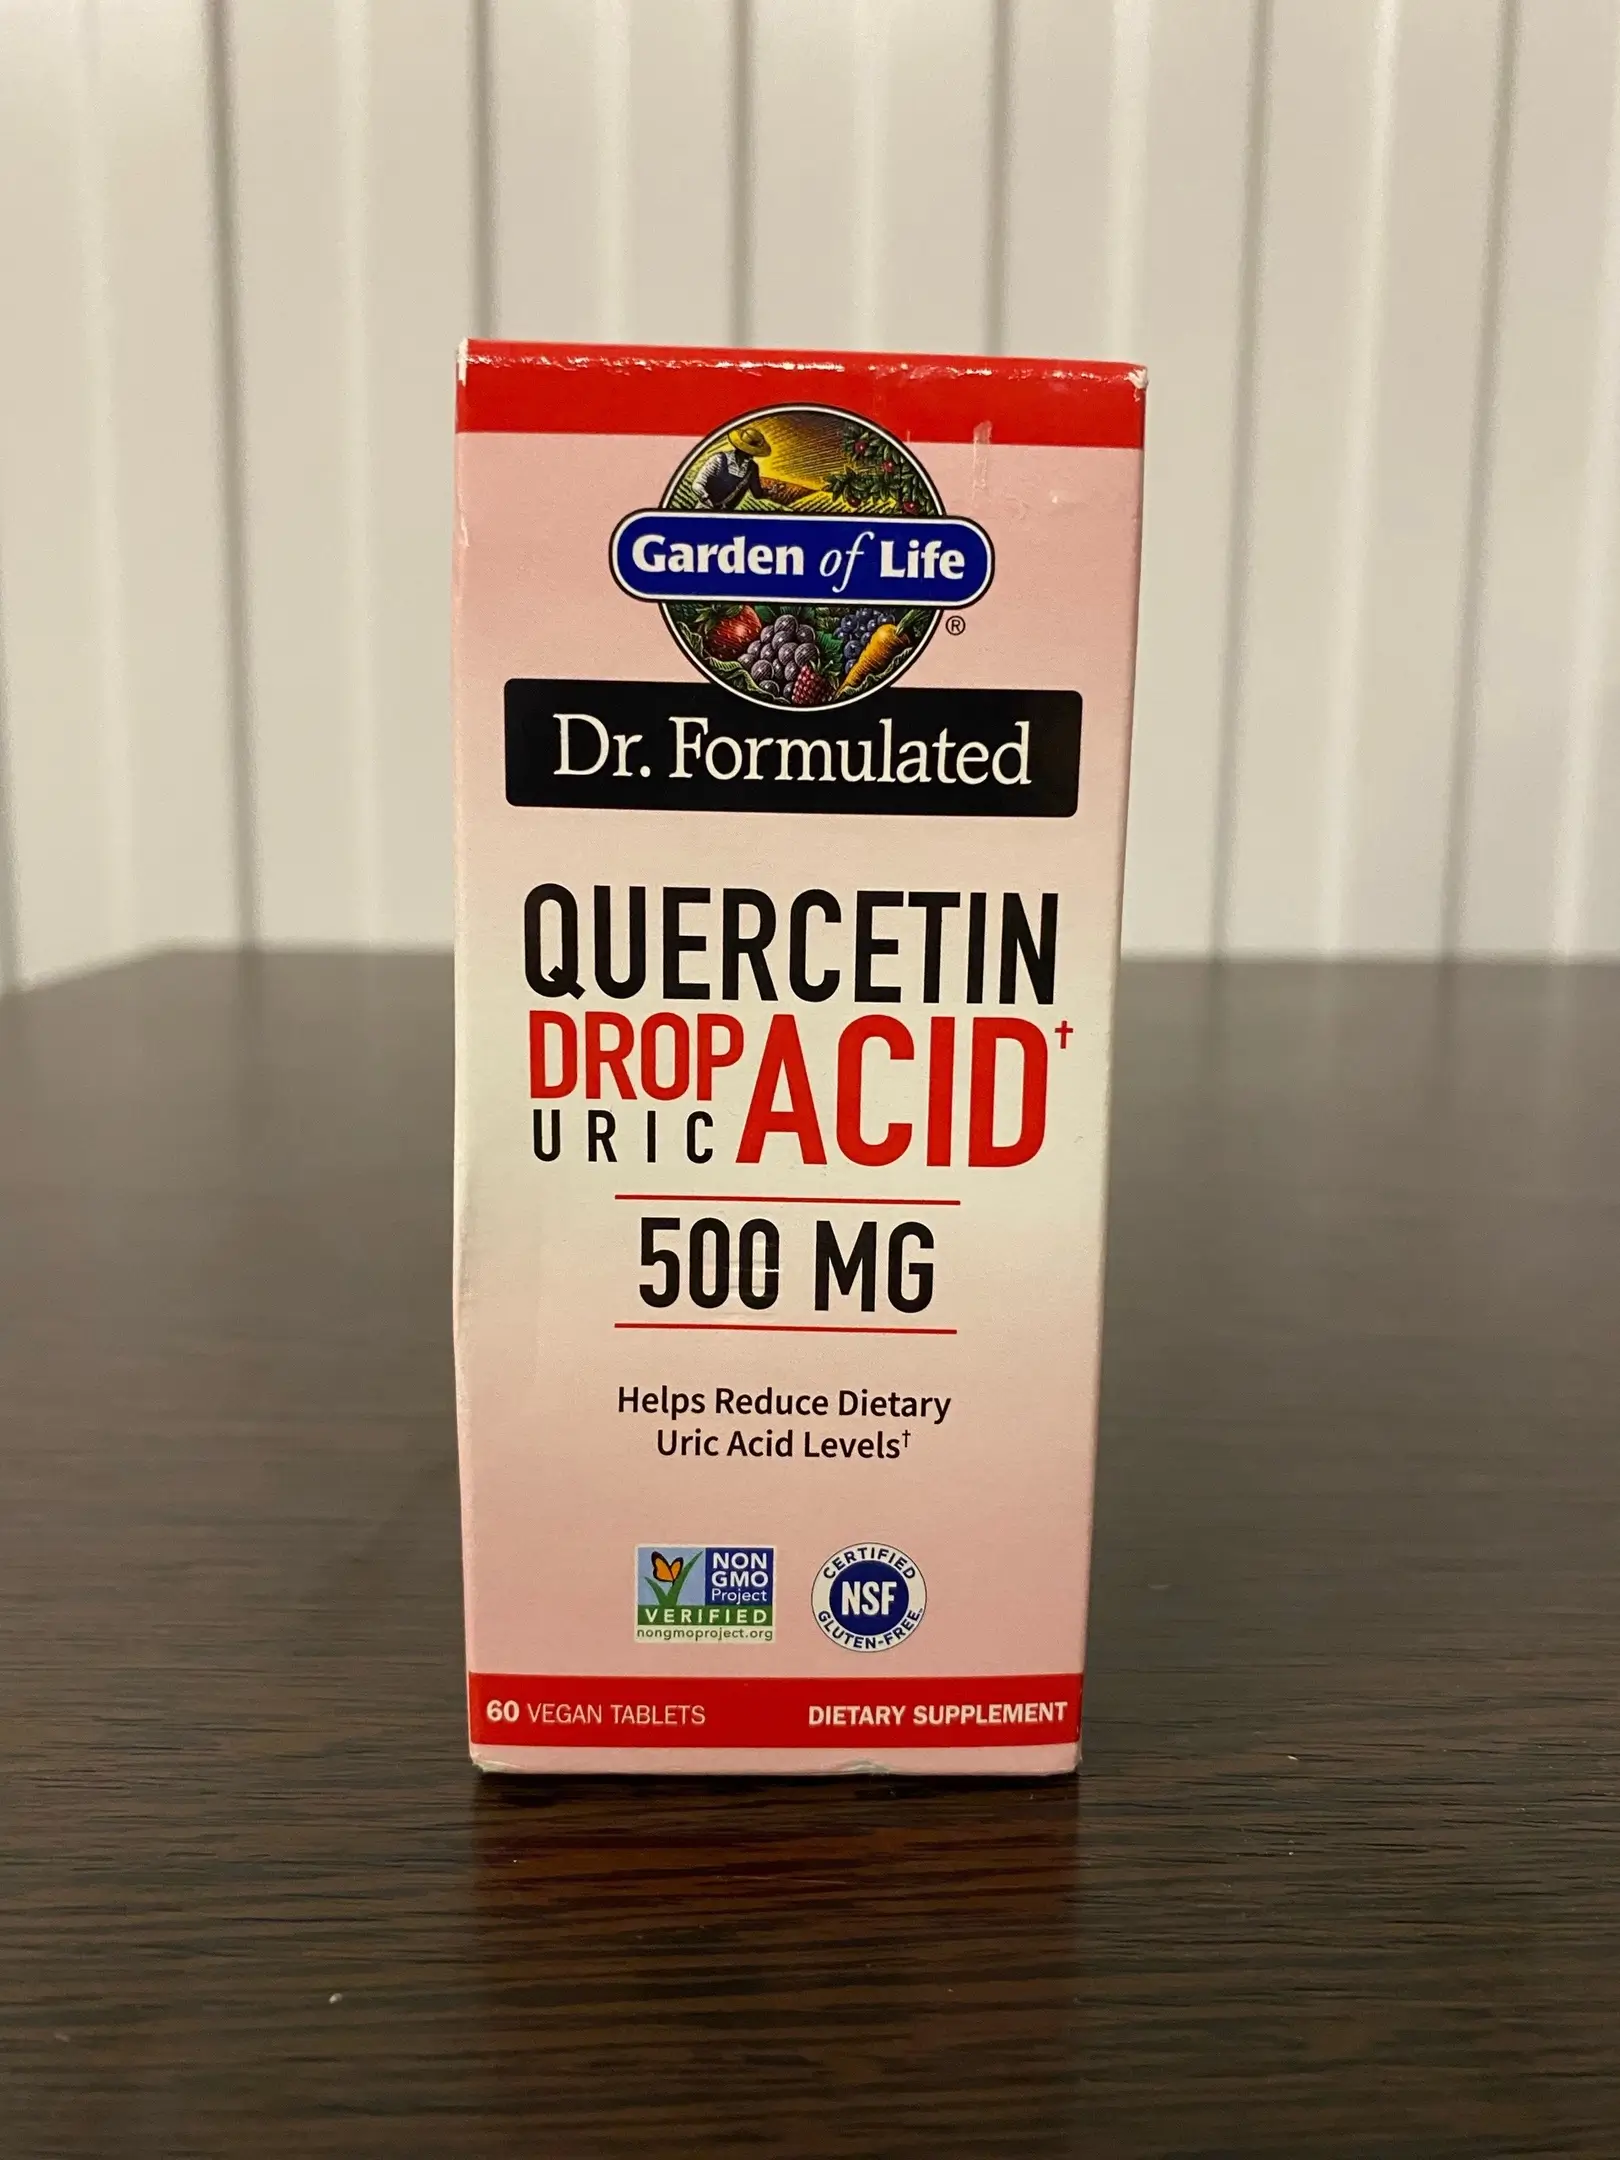 Garden of Life
®
Dr. Formulated
QUERCETIN
DROP ACID†
URIC
500 MG
Helps Reduce Dietary
Uric Acid Levels†
NON
GMO
Project
VERIFIED
nongmoproject.org
CERTIFIED
NSF
GLUTEN-FREE™
60 VEGAN TABLETS
DIETARY SUPPLEMENT